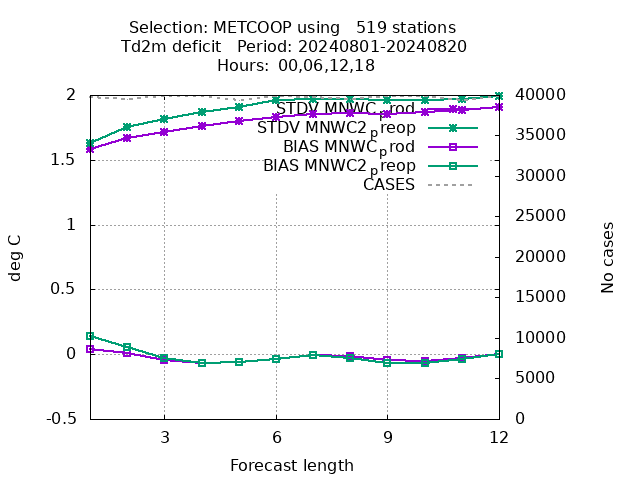 Selection: METCOOP using   519 stations
Td2m deficit   Period: 20240801-20240820
Hours:  00,06,12,18
STDV MNWC_prod
STDV MNWC2_preop
BIAS MNWC_prod
BIAS MNWC2_preop
CASES
2
1.5
1
0.5
0
-0.5
40000
35000
30000
25000
20000
15000
10000
5000
0
3
6
9
12
deg C
No cases
Forecast length